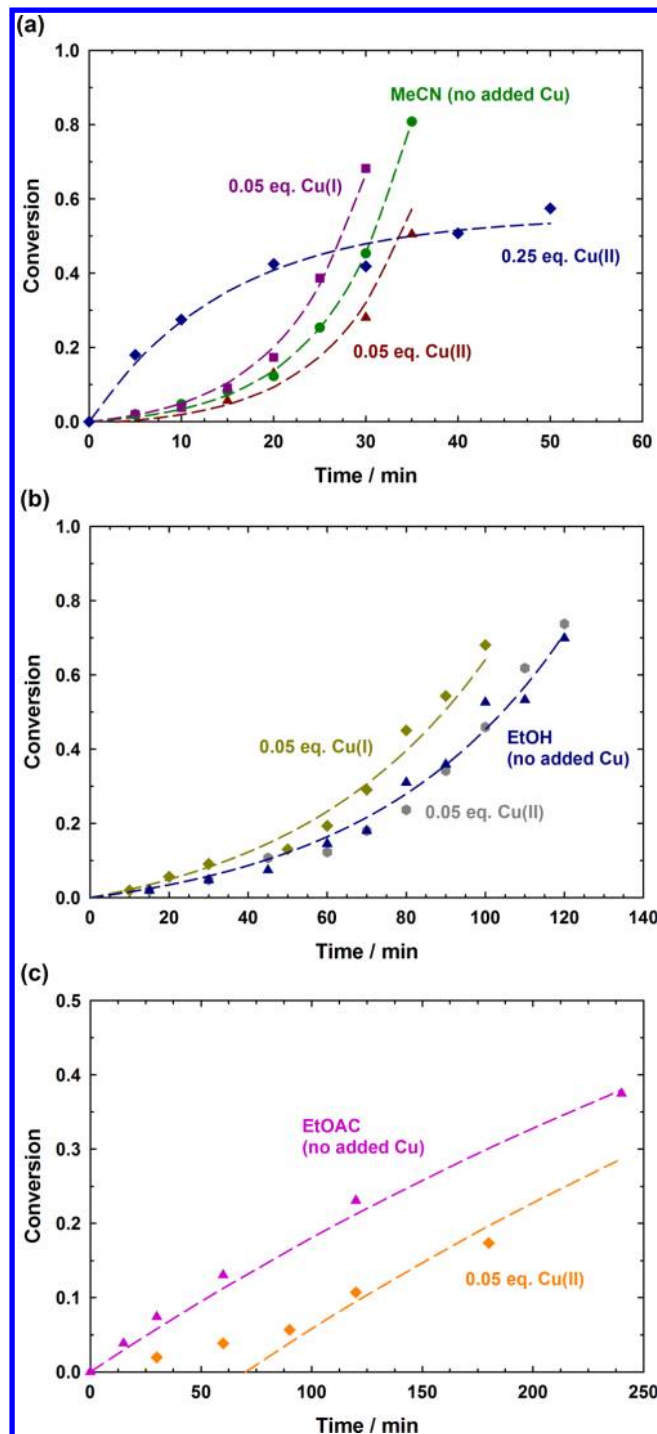 (a)
1.0
MeCN (no added Cu)
0.8
0.05 eq. Cu(I)
0.6
0.25 eq. Cu(II)
Conversion
0.4
0.05 eq. Cu(II)
0.2
0.0
0 10 20 30 40 50 60
Time / min
(b)
1.0
0.8
0.6
0.05 eq. Cu(I)
EtOH
(no added Cu)
Conversion
0.4
0.05 eq. Cu(II)
0.2
0.0
0 20 40 60 80 100 120 140
Time / min
(c)
0.5
0.4
EtOAC
(no added Cu)
0.3
Conversion
0.2
0.05 eq. Cu(II)
0.1
0.0
0 50 100 150 200 250
Time / min